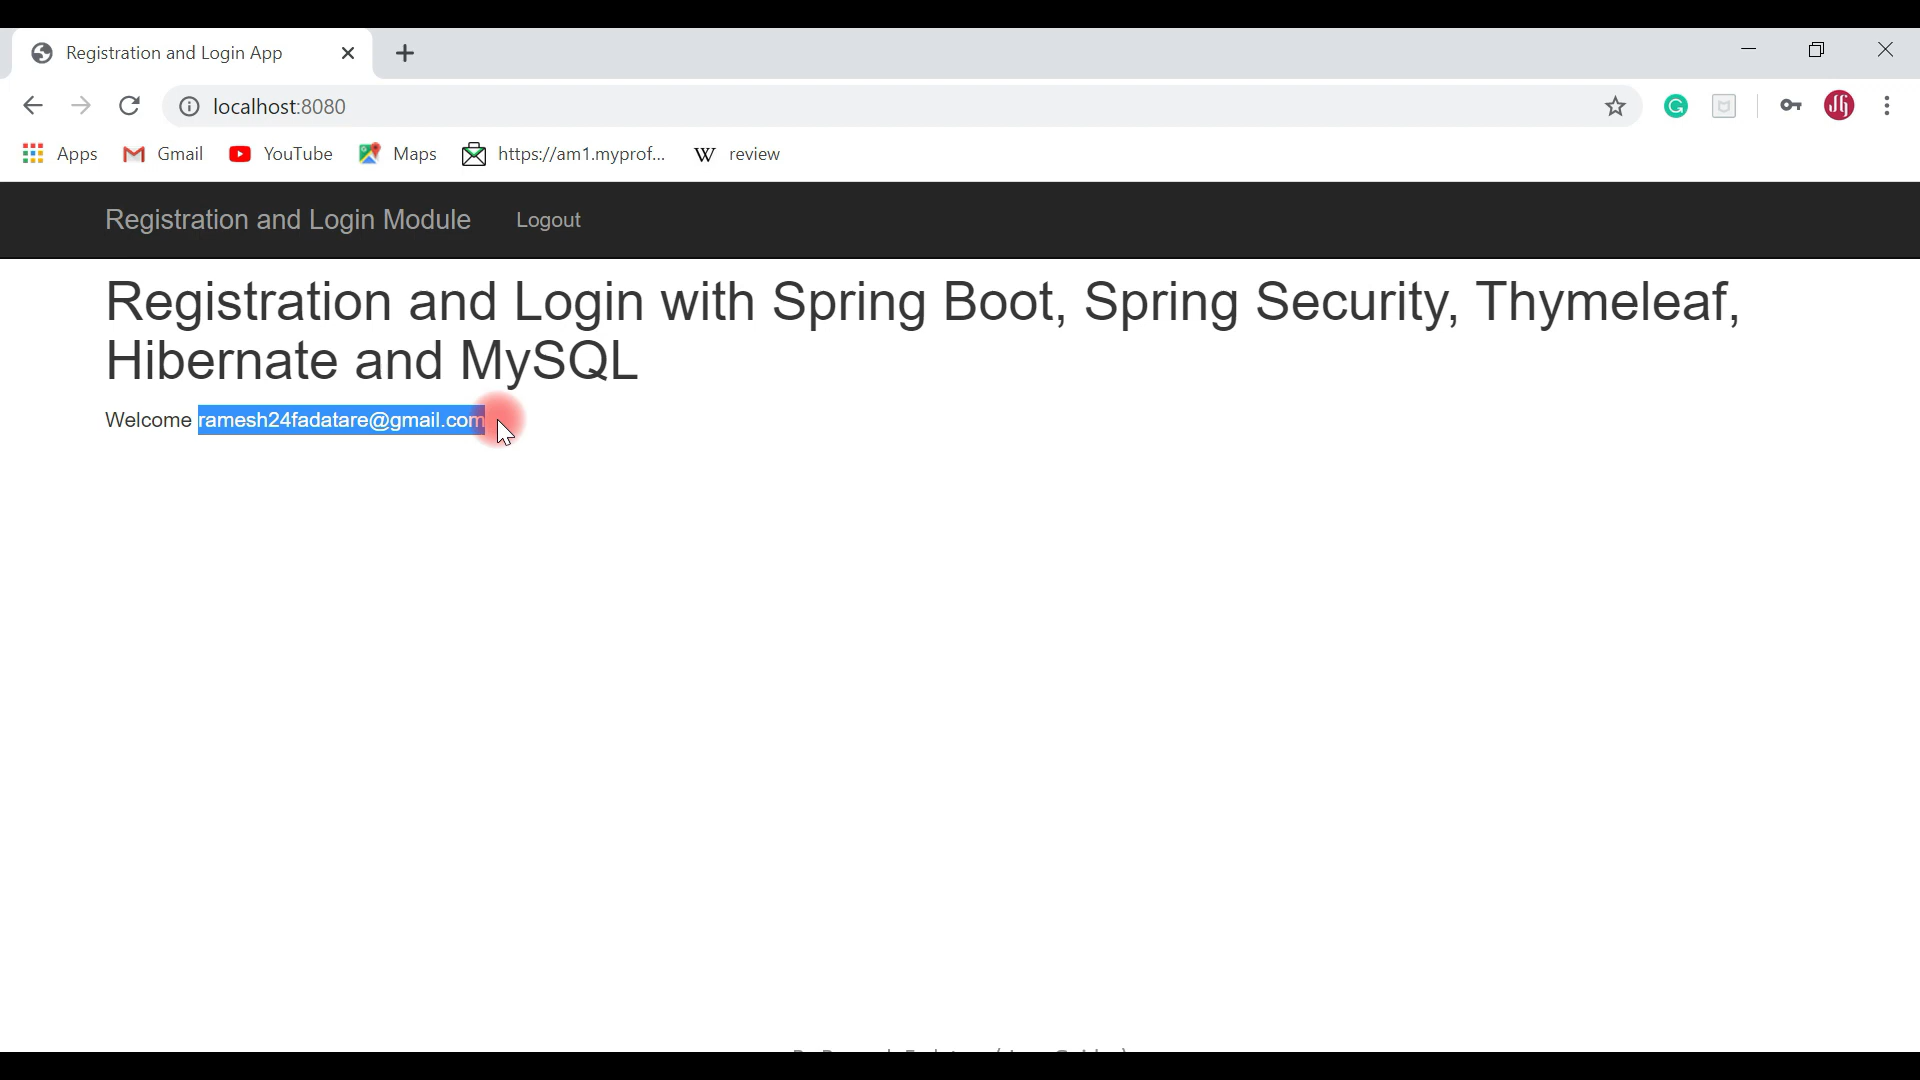 Registration and Login App
localhost:8080
Apps Gmail YouTube Maps https://am1.myprof... review
Registration and Login Module Logout
Registration and Login with Spring Boot, Spring Security, Thymeleaf,
Hibernate and MySQL
Welcome ramesh24fadatare@gmail.com